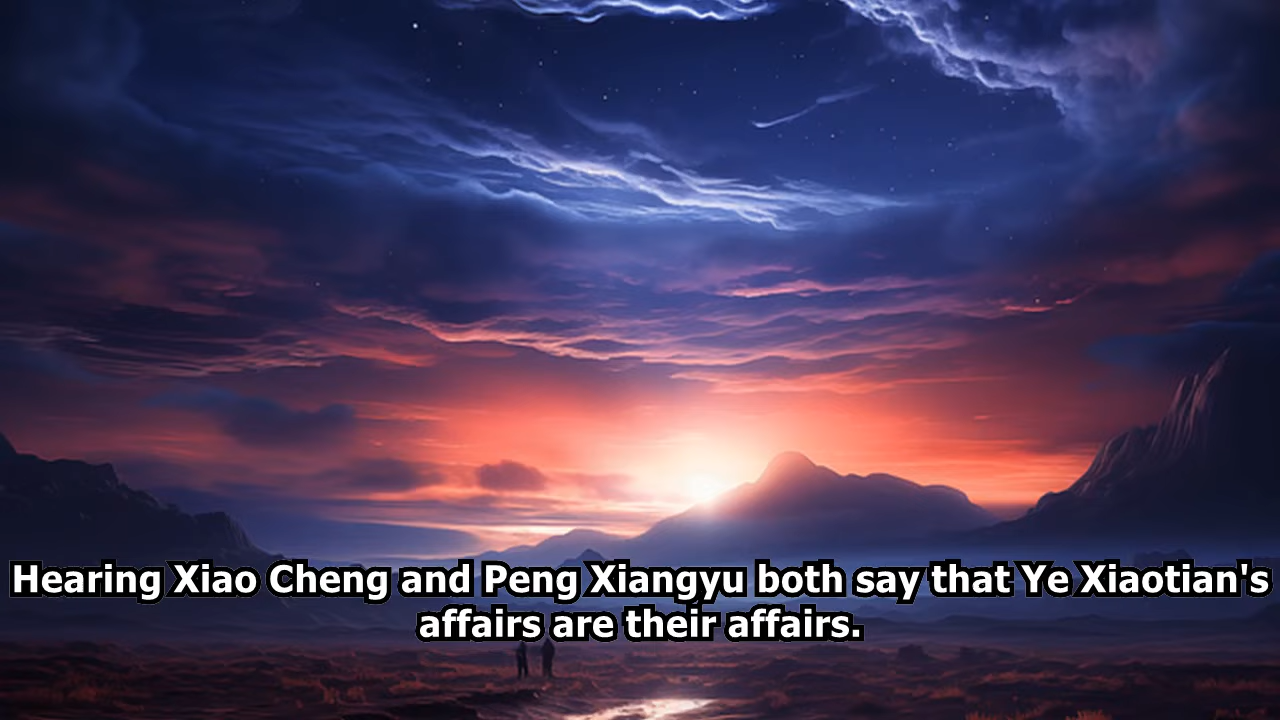 Hearing Xiao Cheng and Peng Xiangyu both say that Ye Xiaotian's
affairs are their affairs.